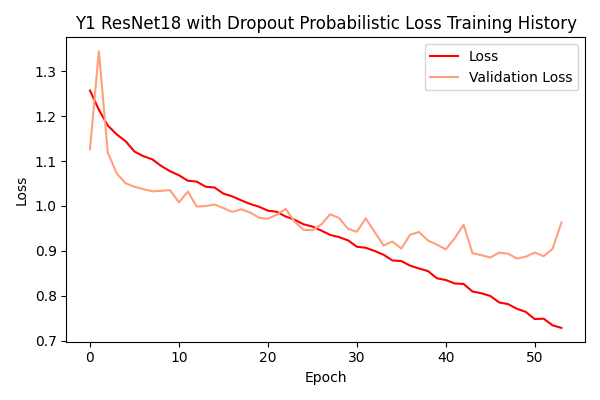 Y1 ResNet18 with Dropout Probabilistic Loss Training History
Loss
Validation Loss
1.3
1.2
1.1
1.0
0.9
0.8
0.7
Loss
0
10
20
30
40
50
Epoch